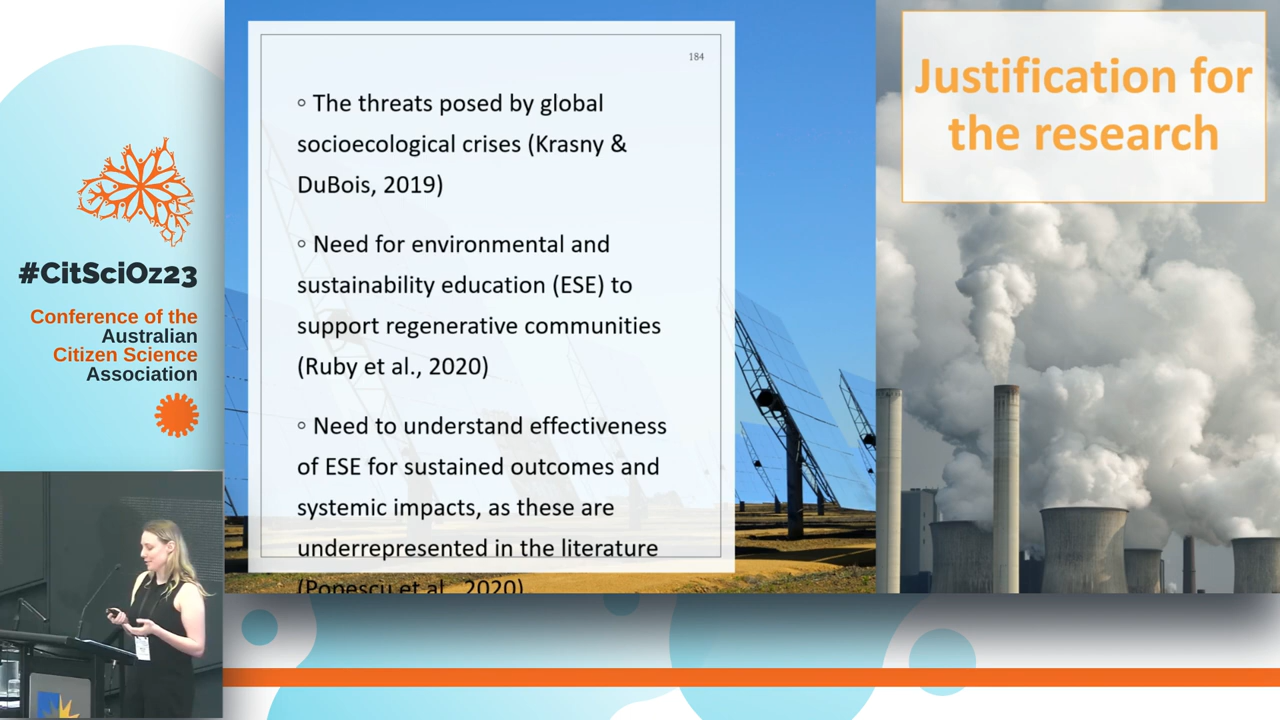 #CitSciOz23
Conference of the
Australian
Citizen Science
Association
184
◦ The threats posed by global
socioecological crises (Krasny &
DuBois, 2019)
◦ Need for environmental and
sustainability education (ESE) to
support regenerative communities
(Ruby et al., 2020)
◦ Need to understand effectiveness
of ESE for sustained outcomes and
systemic impacts, as these are
underrepresented in the literature
(Popescu et al., 2020)
Justification for
the research